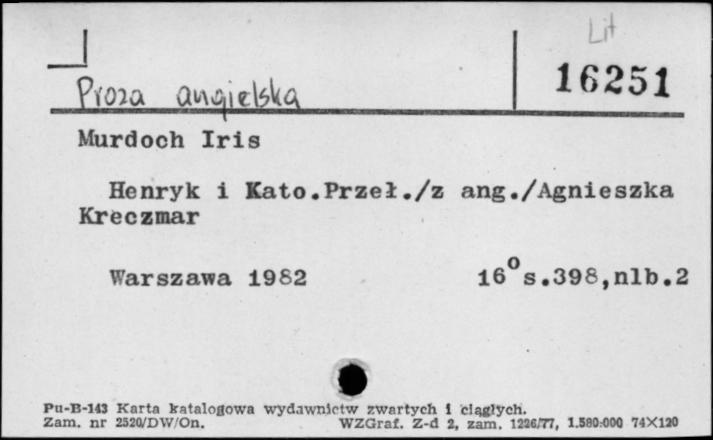 Lit
16251
Proza angielska
Murdoch Iris
Henryk i Kato.Przeł./z ang./Agnieszka
Kreczmar
Warszawa 1982 16° s.398,nlb.2
Pu-B-143 Karta katalogowa wydawnictw zwartych i ciągłych.
Zam. nr 2520/DW/On. WZGraf. Z-d 2, zam. 1226/77, 1.580.000 74×120